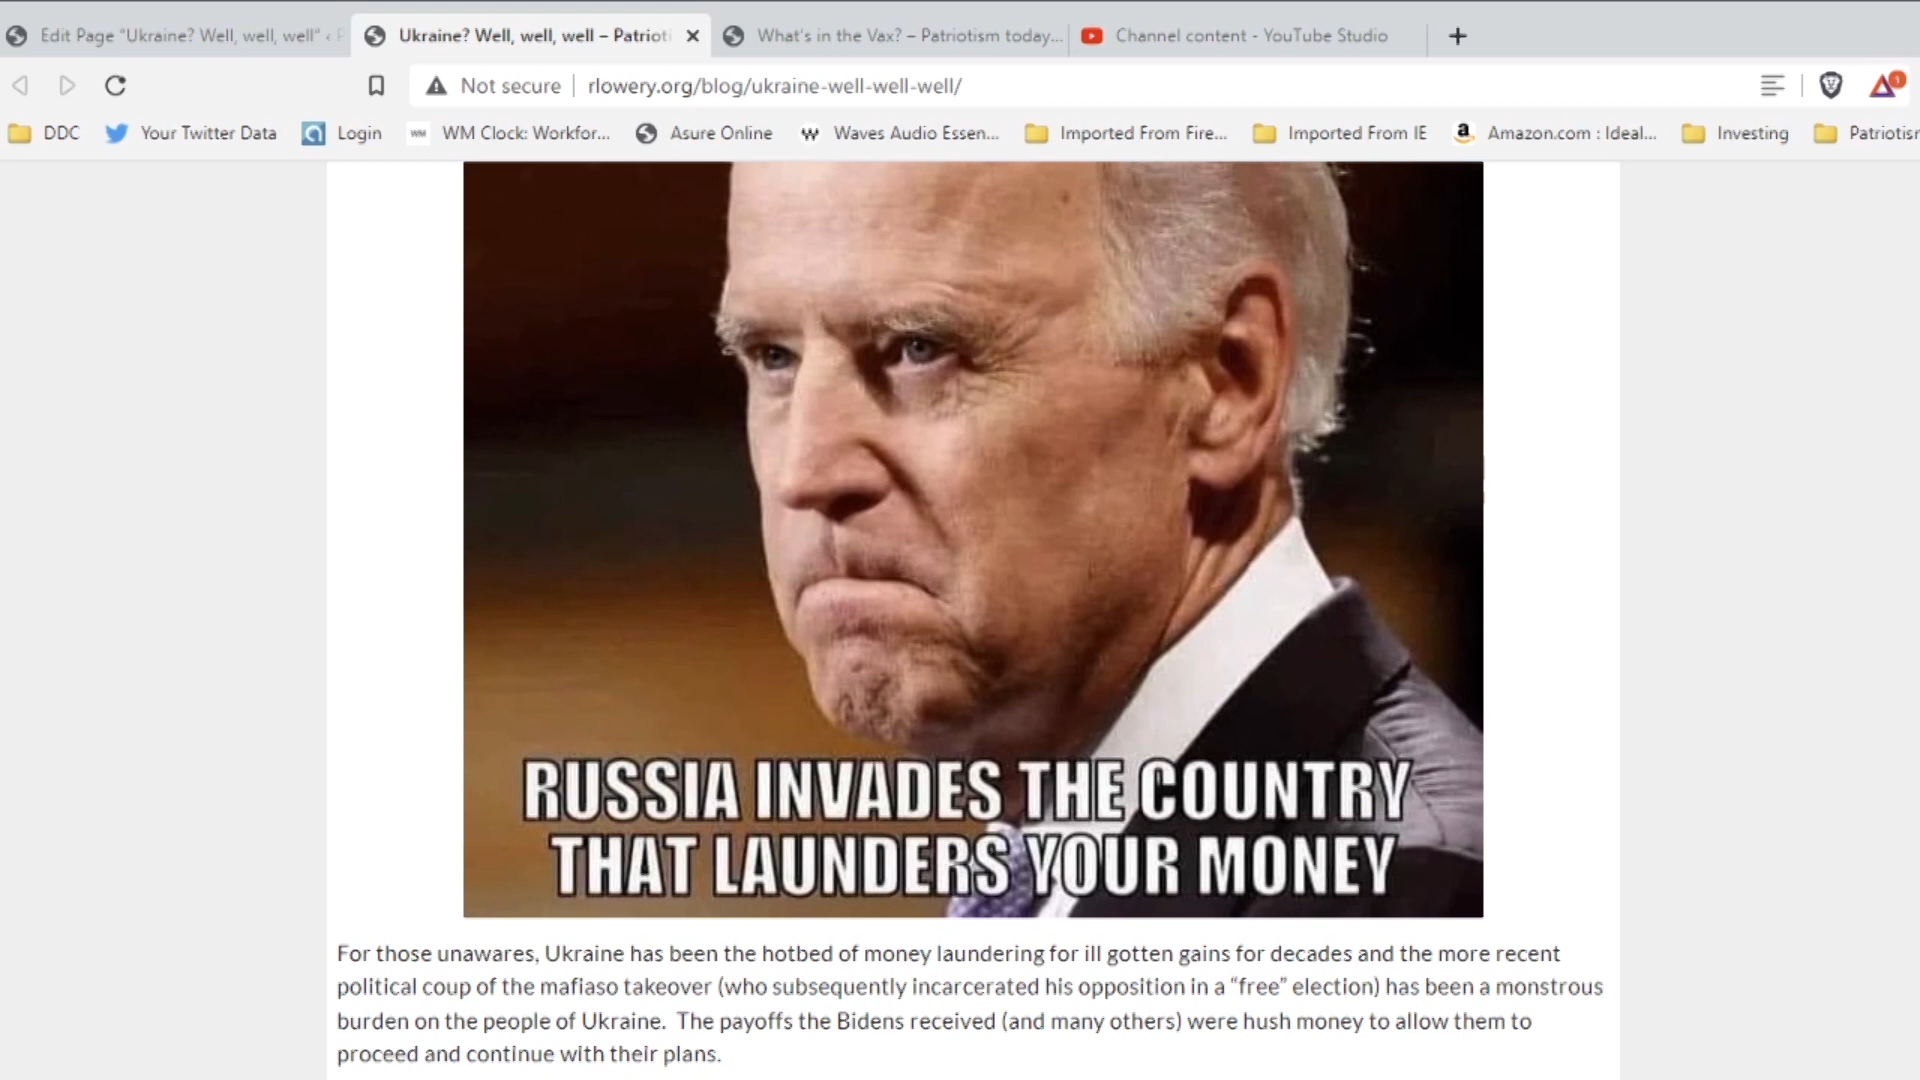 Edit Page "Ukraine? Well, well, well" ‹
Ukraine? Well, well, well – Patriot
What's in the Vax? – Patriotism today...
Channel content - YouTube Studio
Not secure
rlowery.org/blog/ukraine-well-well-well/
1
DDC
Your Twitter Data
Login
WM Clock: Workfor...
Asure Online
Waves Audio Essen...
Imported From Fire...
Imported From IE
Amazon.com : Ideal...
Investing
Patriotisr
RUSSIA INVADES THE COUNTRY
THAT LAUNDERS YOUR MONEY
For those unawares, Ukraine has been the hotbed of money laundering for ill gotten gains for decades and the more recent
political coup of the mafiaso takeover (who subsequently incarcerated his opposition in a “free” election) has been a monstrous
burden on the people of Ukraine.  The payoffs the Bidens received (and many others) were hush money to allow them to
proceed and continue with their plans.